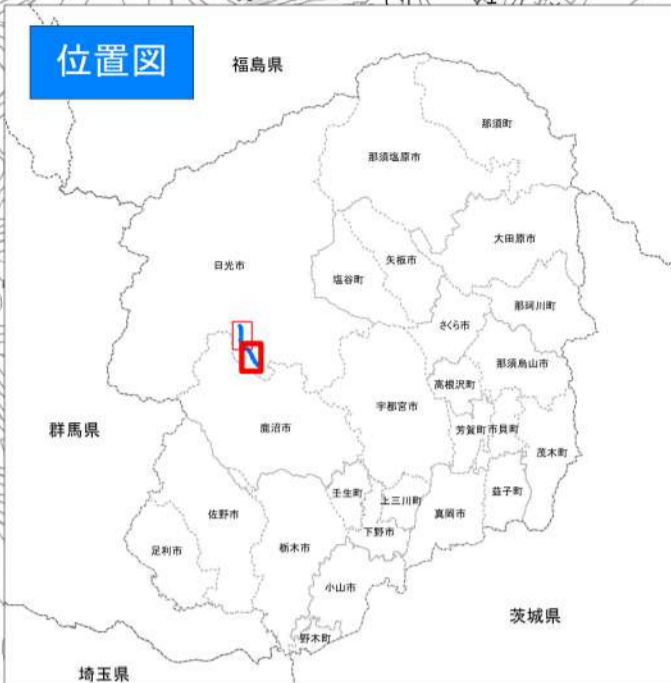 位置図
福島県
那須町
那須塩原市
大田原市
日光市
矢板市
塩谷町
那珂川町
さくら市
那須烏山市
高根沢町
宇都宮市
群馬県
鹿沼市
芳賀町
市貝町
茂木町
壬生町
上三川町
益子町
佐野市
真岡市
下野市
足利市
栃木市
小山市
茨城県
野木町
埼玉県